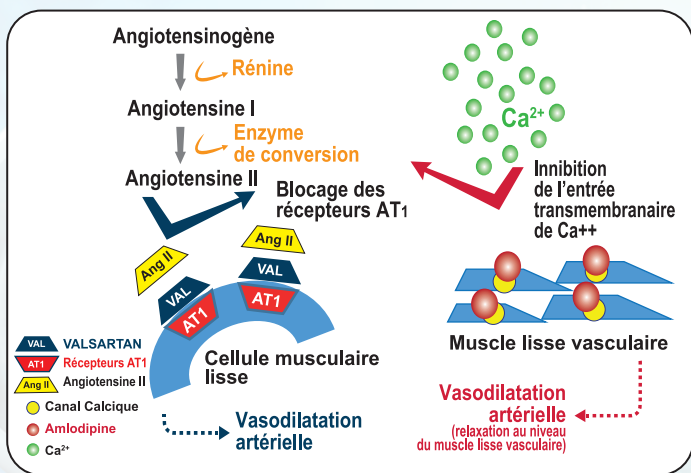 Angiotensinogène
Rénine
Angiotensine I
Enzyme
de conversion
Angiotensine II
Blocage des
récepteurs AT1
Ca²⁺
Innibition
de l'entrée
transmembranaire
de Ca++
Ang II
VAL
AT1
Ang II
VAL
AT1
Cellule musculaire
lisse
Vasodilatation
artérielle
Muscle lisse vasculaire
Vasodilatation
artérielle
(relaxation au niveau
du muscle lisse vasculaire)
VAL VALSARTAN
AT1 Récepteurs AT1
Ang II Angiotensine II
Canal Calcique
Amlodipine
Ca²⁺